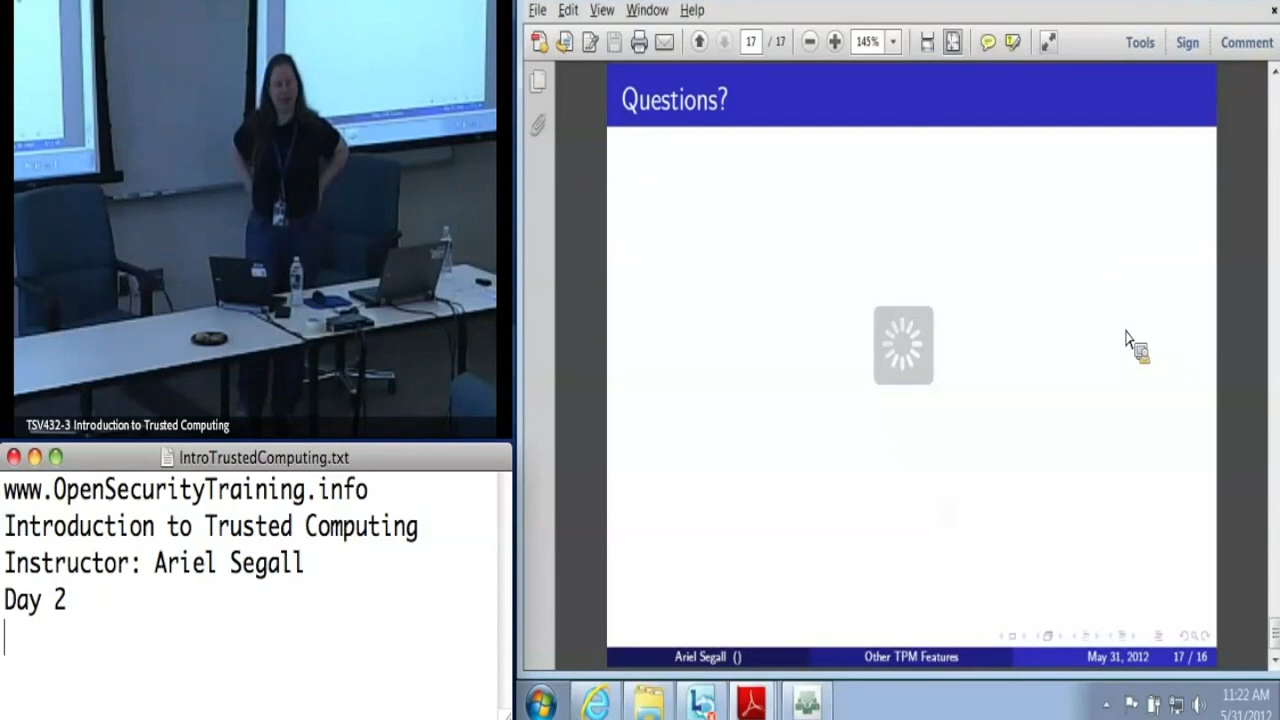 File Edit View Window Help
17 / 17 145% Tools Sign Comment
Questions?
TSV432-3 Introduction to Trusted Computing
IntroTrustedComputing.txt
www.OpenSecurityTraining.info
Introduction to Trusted Computing
Instructor: Ariel Segall
Day 2
Ariel Segall () Other TPM Features May 31, 2012 17 / 16
11:22 AM
5/31/2012